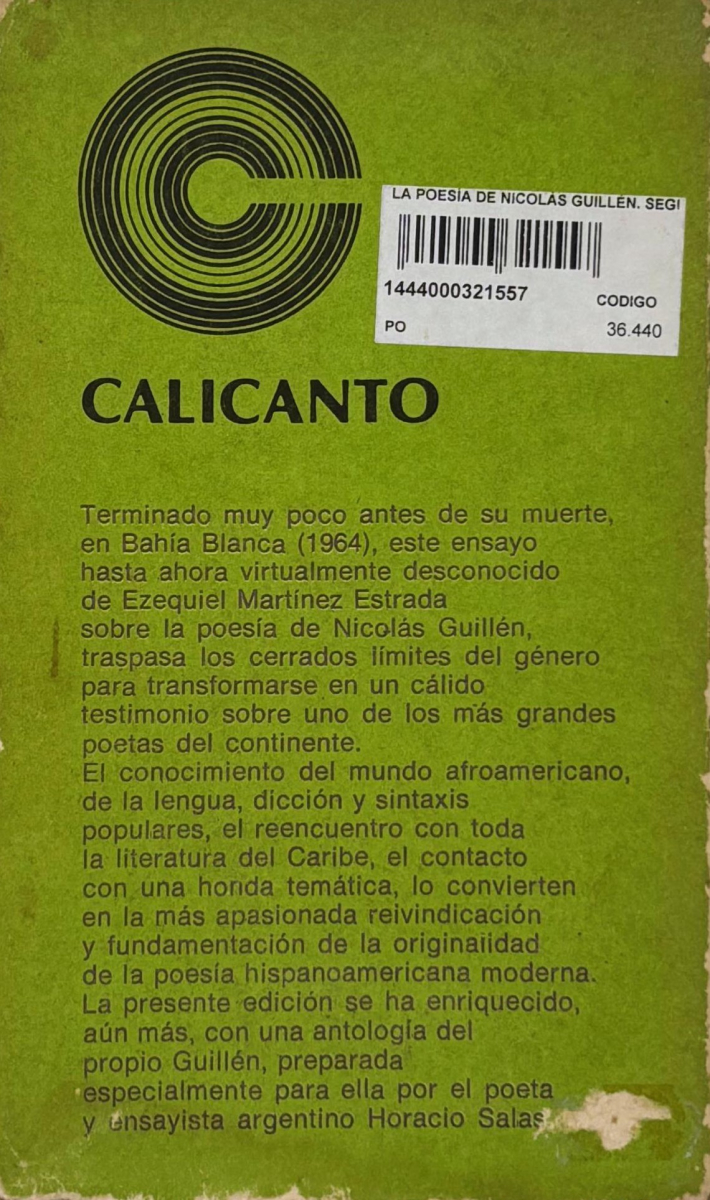 LA POESÍA DE NICOLÁS GUILLÉN. SEGI
1444000321557
CODIGO
PO
36.440
CALICANTO
Terminado muy poco antes de su muerte,
en Bahía Blanca (1964), este ensayo
hasta ahora virtualmente desconocido
de Ezequiel Martínez Estrada
sobre la poesía de Nicolás Guillén,
traspasa los cerrados límites del género
para transformarse en un cálido
testimonio sobre uno de los más grandes
poetas del continente.
El conocimiento del mundo afroamericano,
de la lengua, dicción y sintaxis
populares, el reencuentro con toda
la literatura del Caribe, el contacto
con una honda temática, lo convierten
en la más apasionada reivindicación
y fundamentación de la originalidad
de la poesía hispanoamericana moderna.
La presente edición se ha enriquecido,
aún más, con una antología del
propio Guillén, preparada
especialmente para ella por el poeta
y ensayista argentino Horacio Salas